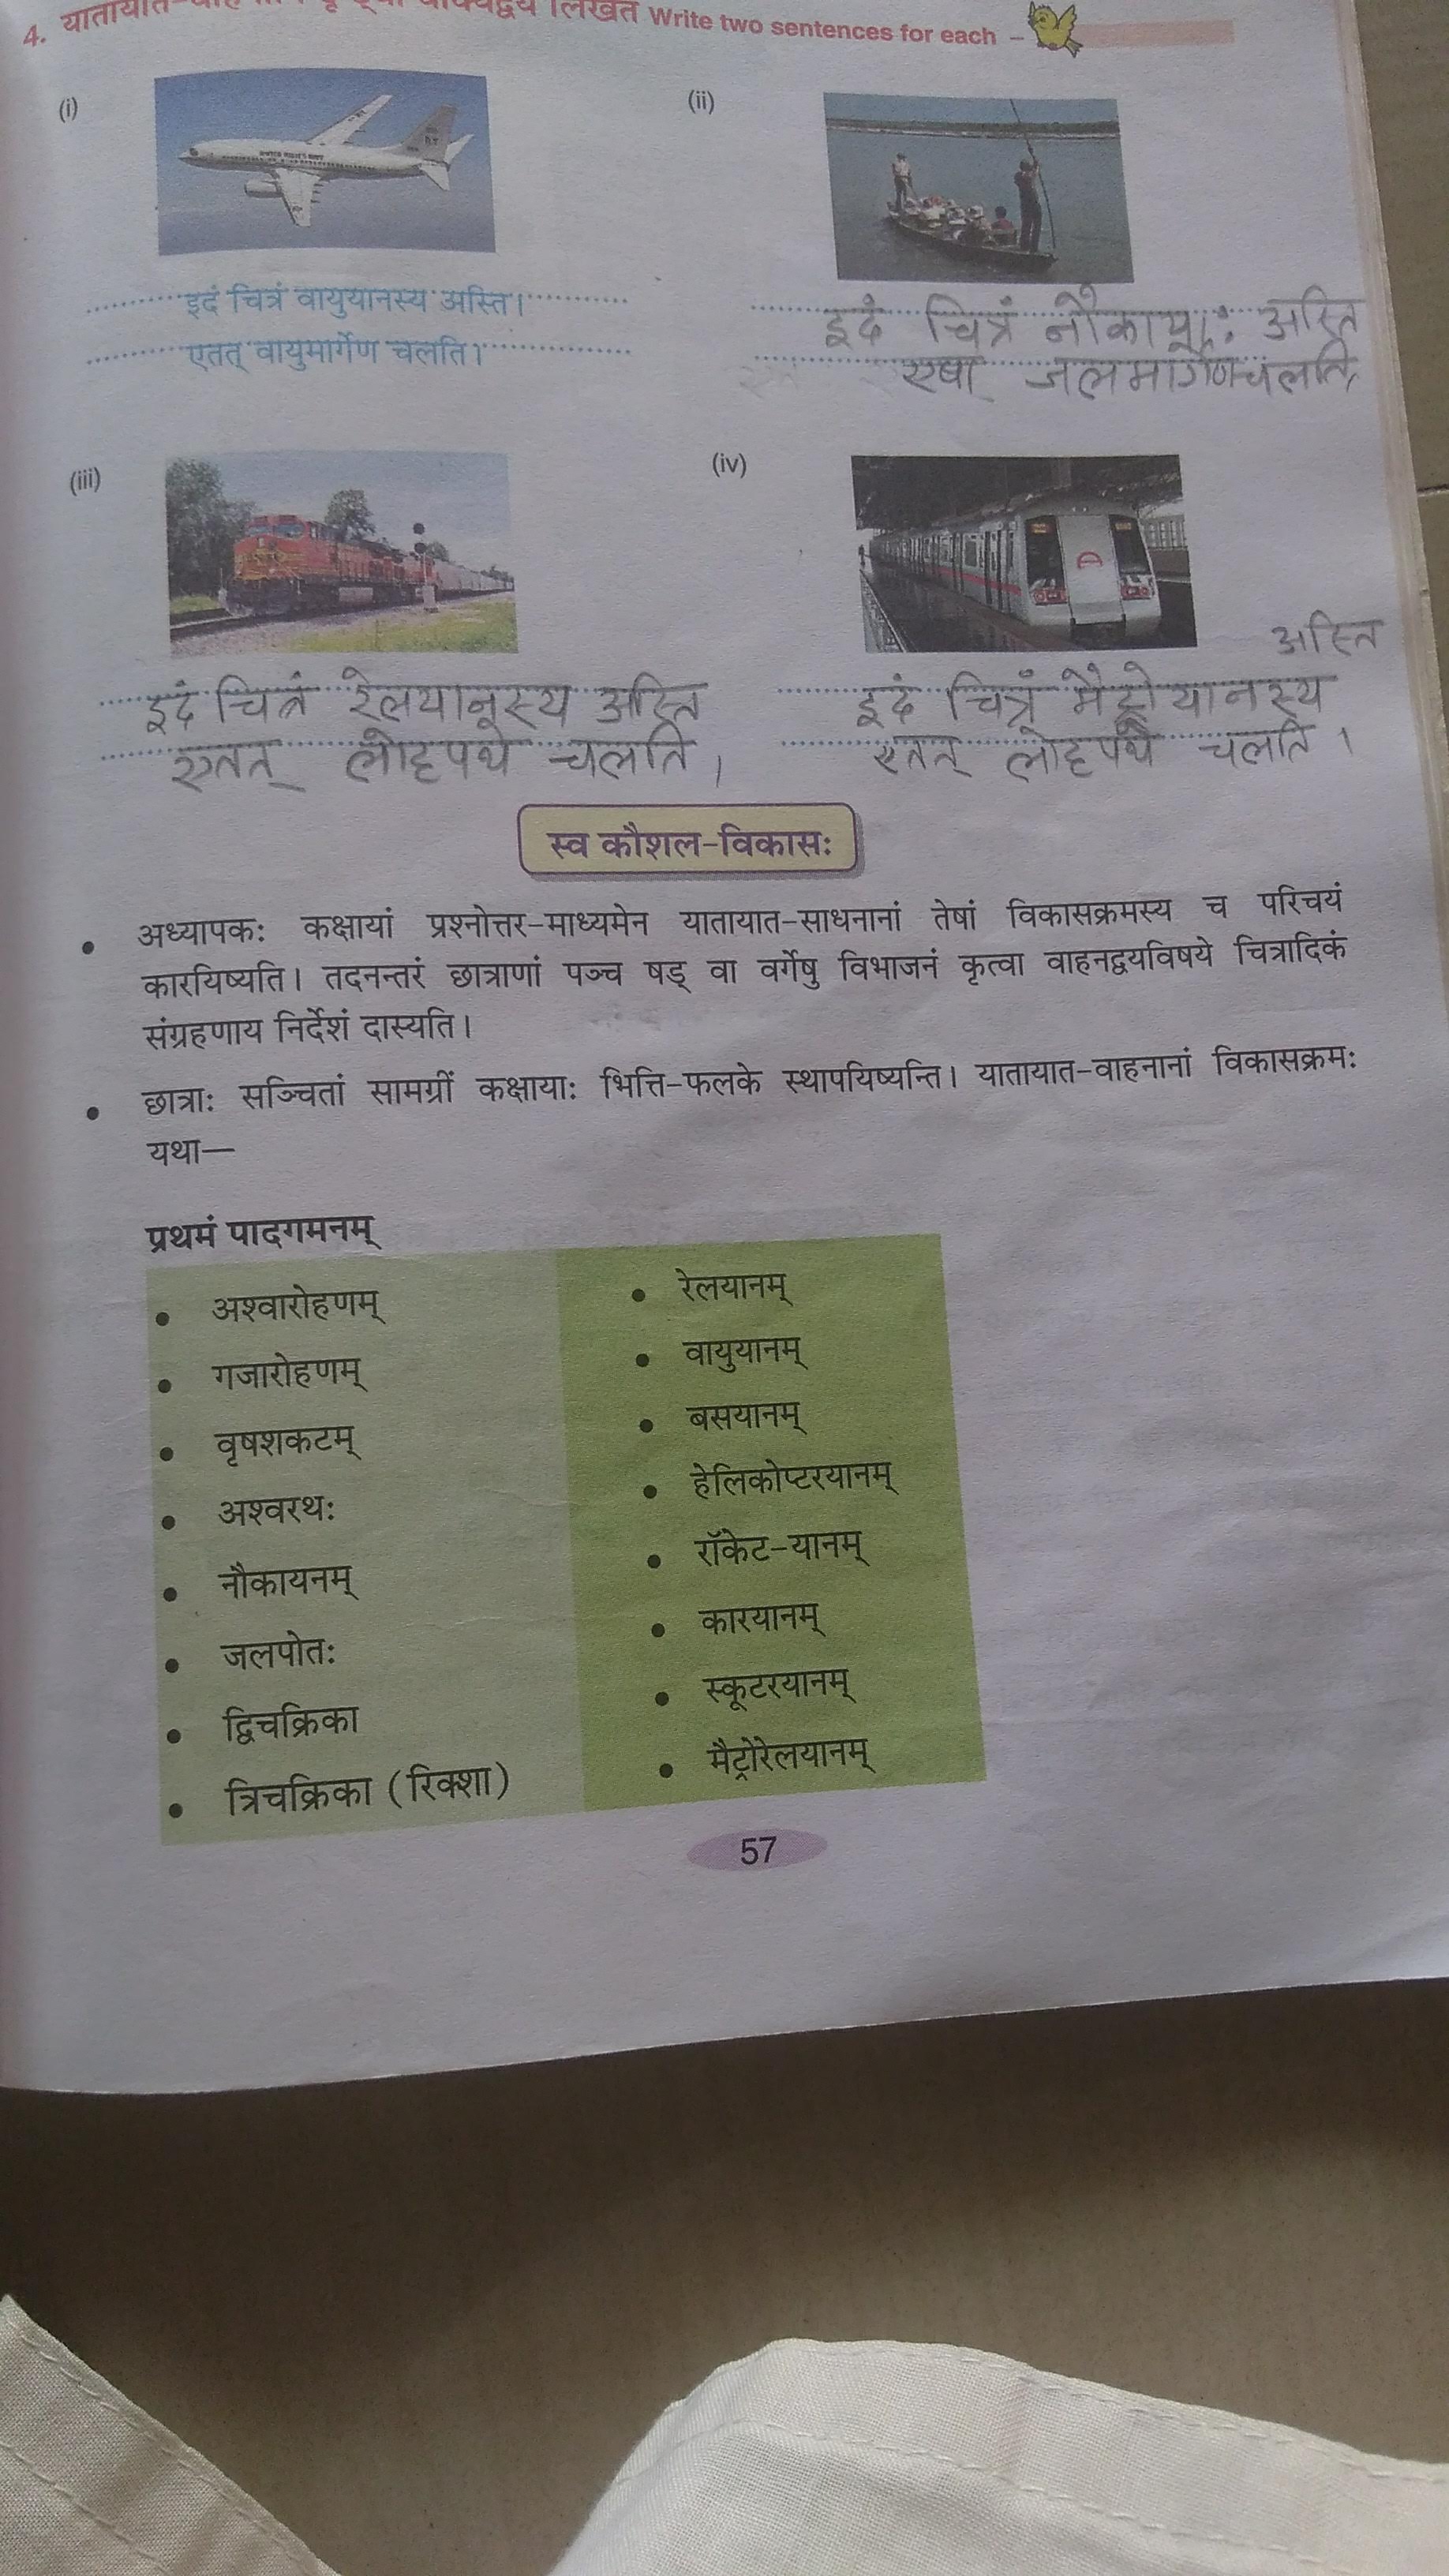 4. यातायात-वाहनानि दृष्ट्वा वाक्यद्वयं लिखत Write two sentences for each –
(i)
(ii)
इदं चित्रं वायुयानस्य अस्ति।
एतत् वायुमार्गेण चलति।
इदं चित्रं नौकायाः अस्ति
एषा जलमार्गेण चलति।
(iii)
(iv)
इदं चित्रं रेलयानस्य अस्ति
एतत् लोहपथे चलति।
अस्ति
इदं चित्रं मैट्रोयानस्य
एतत् लोहपथे चलति।
स्व कौशल-विकासः
• अध्यापकः कक्षायां प्रश्नोत्तर-माध्यमेन यातायात-साधनानां तेषां विकासक्रमस्य च परिचयं
कारयिष्यति। तदनन्तरं छात्राणां पञ्च षड् वा वर्गेषु विभाजनं कृत्वा वाहनद्वयविषये चित्रादिकं
संग्रहणाय निर्देशं दास्यति।
• छात्राः सञ्चितां सामग्रीं कक्षायाः भित्ति-फलके स्थापयिष्यन्ति। यातायात-वाहनानां विकासक्रमः
यथा—
प्रथमं पादगमनम्
• अश्वारोहणम्
• गजारोहणम्
• वृषशकटम्
• अश्वरथः
• नौकायनम्
• जलपोतः
• द्विचक्रिका
• त्रिचक्रिका (रिक्शा)
• रेलयानम्
• वायुयानम्
• बसयानम्
• हेलिकोप्टरयानम्
• रॉकेट-यानम्
• कारयानम्
• स्कूटरयानम्
• मैट्रोरेलयानम्
57